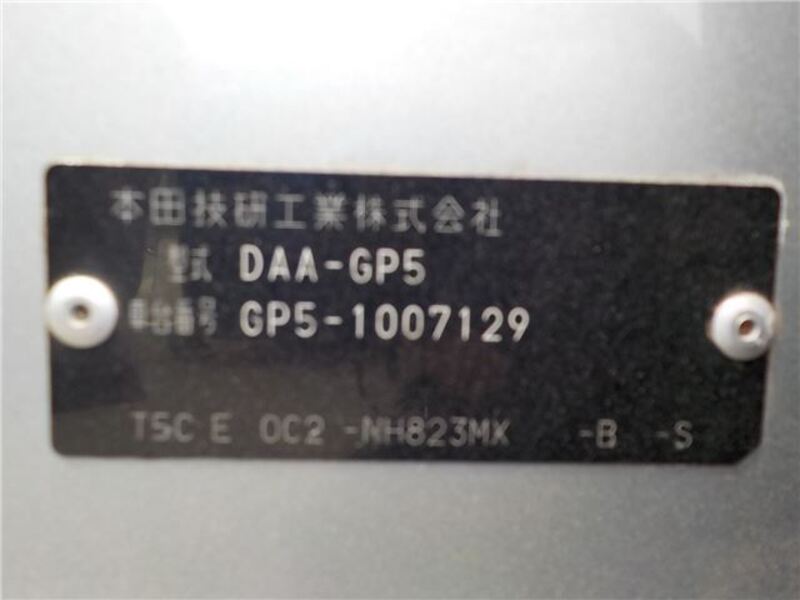 本田技研工業株式会社
型式 DAA-GP5
車台番号 GP5-1007129
T5C E 0C2 -NH823MX -B -S